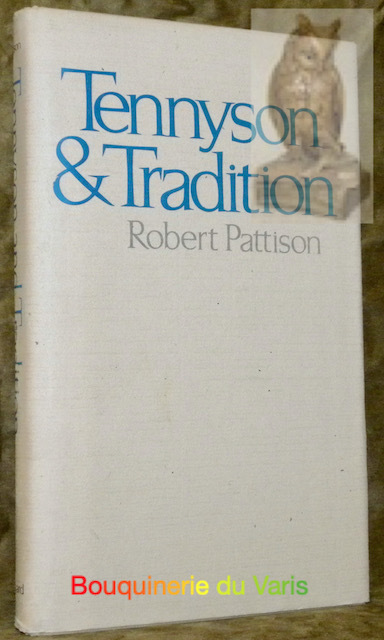 Tennyson
& Tradition
Robert Pattison
Bouquinerie du Varis